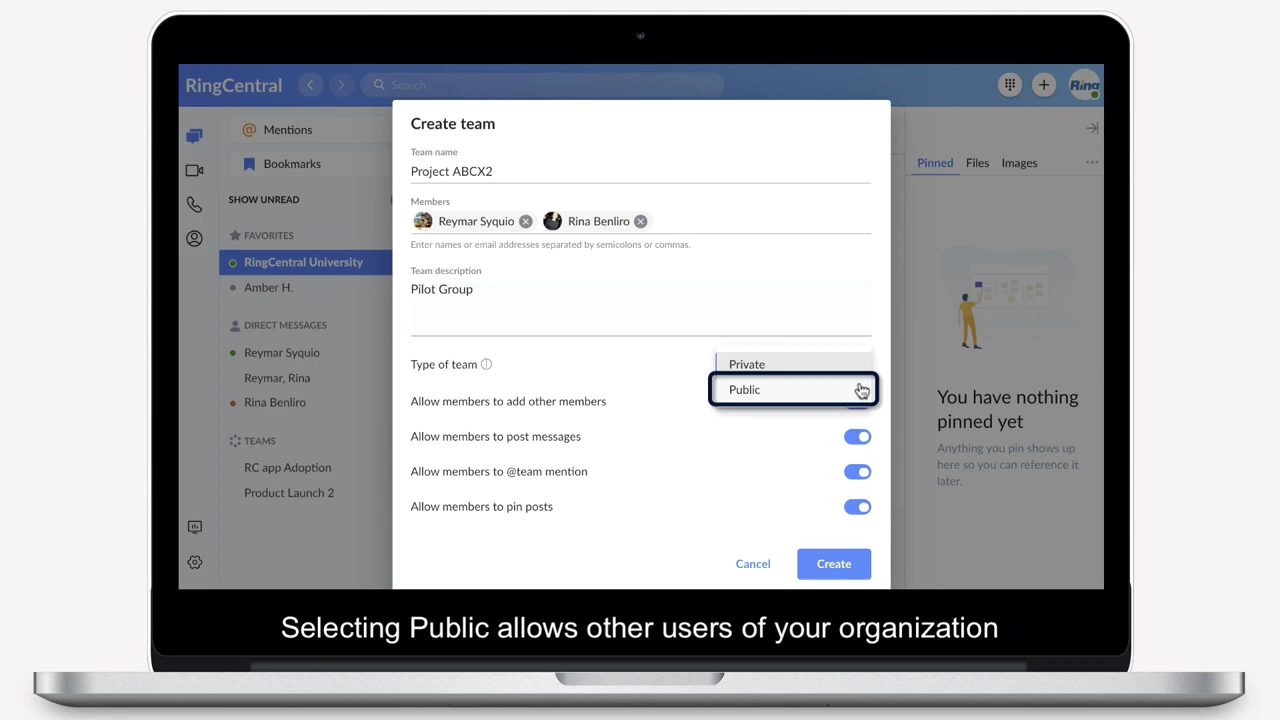 RingCentral
Search
Rina
Mentions
Bookmarks
SHOW UNREAD
FAVORITES
RingCentral University
Amber H.
DIRECT MESSAGES
Reymar Syquio
Reymar, Rina
Rina Benliro
TEAMS
RC app Adoption
Product Launch 2
Create team
Team name
Project ABCX2
Members
Reymar Syquio
Rina Benliro
Enter names or email addresses separated by semicolons or commas.
Team description
Pilot Group
Type of team
Private
Public
Allow members to add other members
Allow members to post messages
Allow members to @team mention
Allow members to pin posts
Cancel
Create
Pinned
Files
Images
You have nothing
pinned yet
Anything you pin shows up
here so you can reference it
later.
Selecting Public allows other users of your organization